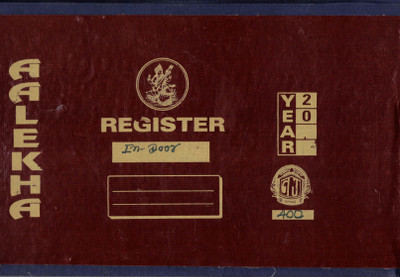 AALEKHA
REGISTER
In-Door
YEAR
20
400